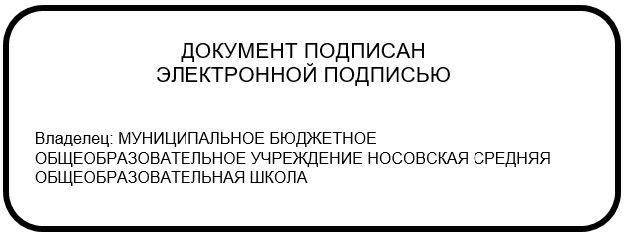 ДОКУМЕНТ ПОДПИСАН
ЭЛЕКТРОННОЙ ПОДПИСЬЮ
Владелец: МУНИЦИПАЛЬНОЕ БЮДЖЕТНОЕ
ОБЩЕОБРАЗОВАТЕЛЬНОЕ УЧРЕЖДЕНИЕ НОСОВСКАЯ СРЕДНЯЯ
ОБЩЕОБРАЗОВАТЕЛЬНАЯ ШКОЛА